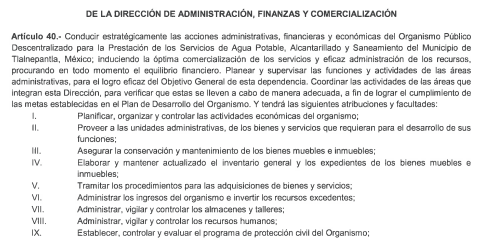 DE LA DIRECCIÓN DE ADMINISTRACIÓN, FINANZAS Y COMERCIALIZACIÓN
Artículo 40.- Conducir estratégicamente las acciones administrativas, financieras y económicas del Organismo Público
Descentralizado para la Prestación de los Servicios de Agua Potable, Alcantarillado y Saneamiento del Municipio de
Tlalnepantla, México; induciendo la óptima comercialización de los servicios y eficaz administración de los recursos,
procurando en todo momento el equilibrio financiero. Planear y supervisar las funciones y actividades de las áreas
administrativas, para el logro eficaz del Objetivo General de esta dependencia. Coordinar las actividades de las áreas que
integran esta Dirección, para verificar que estas se lleven a cabo de manera adecuada, a fin de lograr el cumplimiento de
las metas establecidas en el Plan de Desarrollo del Organismo. Y tendrá las siguientes atribuciones y facultades:
I. Planificar, organizar y controlar las actividades económicas del organismo;
II. Proveer a las unidades administrativas, de los bienes y servicios que requieran para el desarrollo de sus
funciones;
III. Asegurar la conservación y mantenimiento de los bienes muebles e inmuebles;
IV. Elaborar y mantener actualizado el inventario general y los expedientes de los bienes muebles e
inmuebles;
V. Tramitar los procedimientos para las adquisiciones de bienes y servicios;
VI. Administrar los ingresos del organismo e invertir los recursos excedentes;
VII. Administrar, vigilar y controlar los almacenes y talleres;
VIII. Administrar, vigilar y controlar los recursos humanos;
IX. Establecer, controlar y evaluar el programa de protección civil del Organismo;